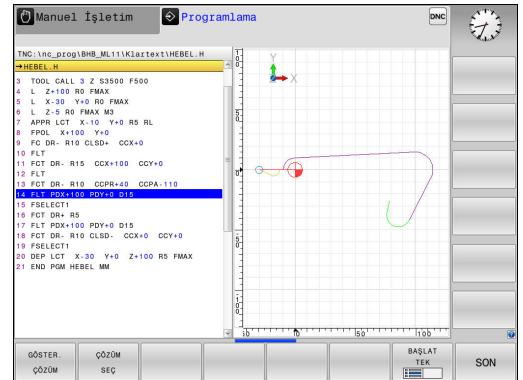 Manuel İşletim
Programlama
DNC
TNC:\nc_prog\BHB_ML11\Klartext\HEBEL.H
→HEBEL.H
3 TOOL CALL 3 Z S3500 F500
4 L Z+100 R0 FMAX
5 L X-30 Y+0 R0 FMAX
6 L Z-5 R0 FMAX M3
7 APPR LCT X-10 Y+0 R5 RL
8 FPOL X+100 Y+0
9 FC DR- R10 CLSD+ CCX+0
10 FLT
11 FCT DR- R15 CCX+100 CCY+0
12 FLT
13 FCT DR- R10 CCPR+40 CCPA-110
14 FLT PDX+100 PDY+0 D15
15 FSELECT1
16 FCT DR+ R5
17 FLT PDX+100 PDY+0 D15
18 FCT DR- R10 CLSD- CCX+0 CCY+0
19 FSELECT1
20 DEP LCT X-30 Y+0 Z+100 R5 FMAX
21 END PGM HEBEL MM
Y
X
0
50
100
GÖSTER. ÇÖZÜM
ÇÖZÜM SEÇ
BAŞLAT TEK
SON